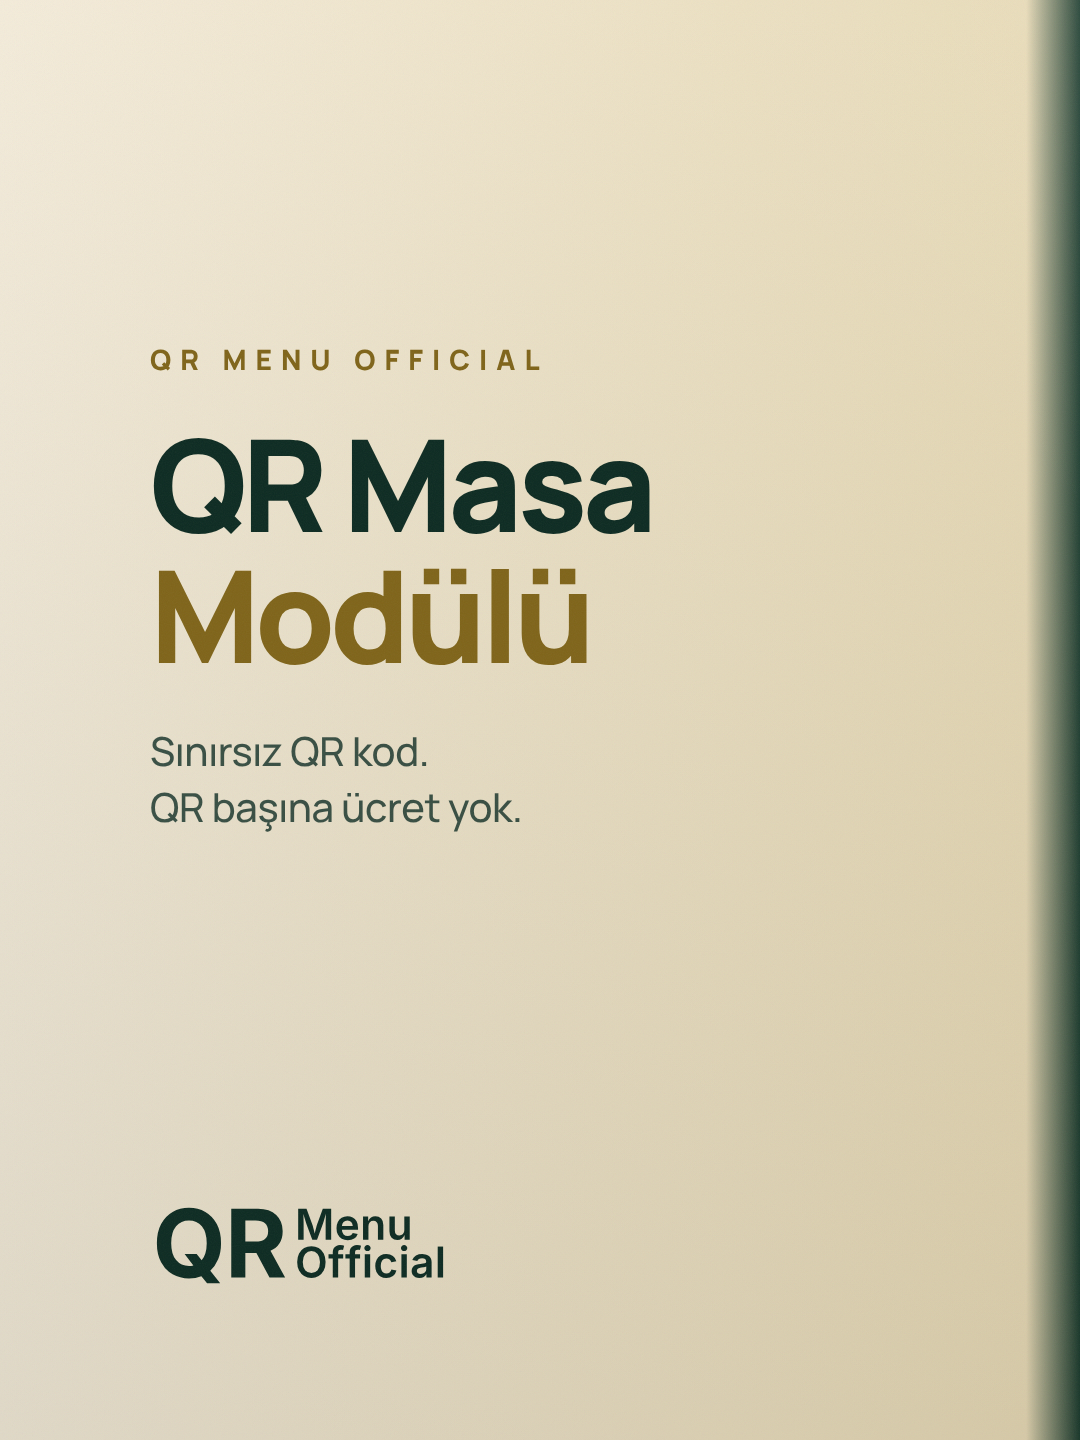 QR MENU OFFICIAL
QR Masa
Modülü
Sınırsız QR kod.
QR başına ücret yok.
QR Menu
Official